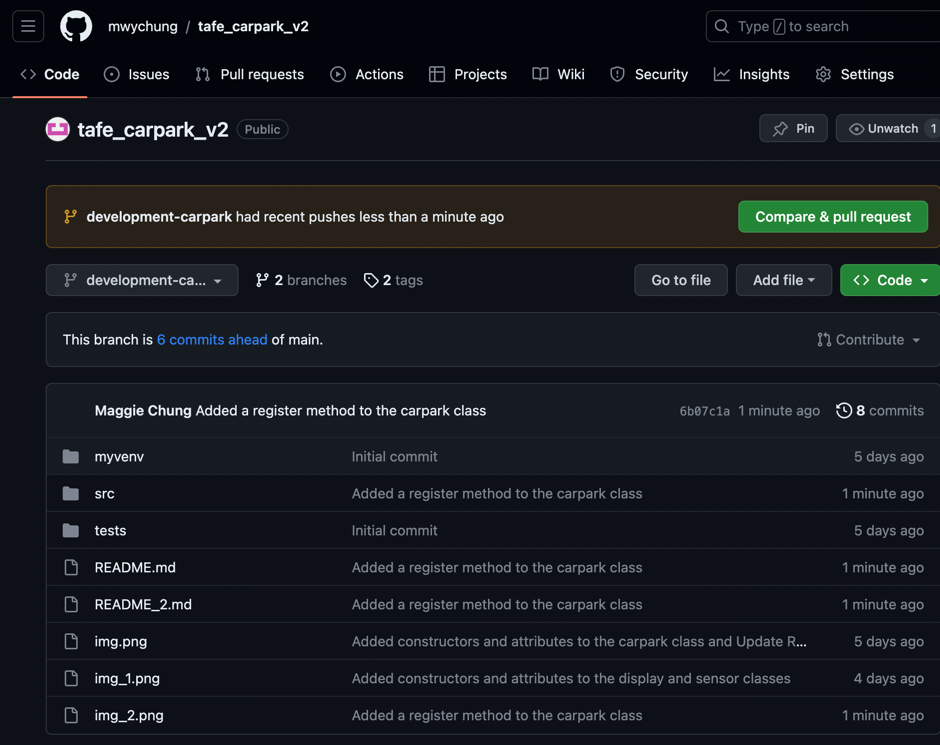 mwychung / tafe_carpark_v2
Type / to search
Code Issues Pull requests Actions Projects Wiki Security Insights Settings
tafe_carpark_v2 Public Pin Unwatch 1
development-carpark had recent pushes less than a minute ago Compare & pull request
development-ca... 2 branches 2 tags Go to file Add file Code
This branch is 6 commits ahead of main. Contribute
Maggie Chung Added a register method to the carpark class 6b07c1a 1 minute ago 8 commits
myvenv Initial commit 5 days ago
src Added a register method to the carpark class 1 minute ago
tests Initial commit 5 days ago
README.md Added a register method to the carpark class 1 minute ago
README_2.md Added a register method to the carpark class 1 minute ago
img.png Added constructors and attributes to the carpark class and Update R... 5 days ago
img_1.png Added constructors and attributes to the display and sensor classes 4 days ago
img_2.png Added a register method to the carpark class 1 minute ago